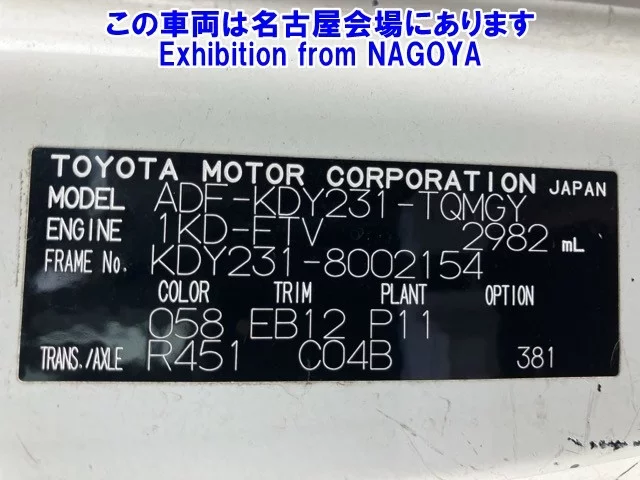 この車両は名古屋会場にあります
Exhibition from NAGOYA
TOYOTA MOTOR CORPORATION JAPAN
MODEL ADF-KDY231-TQMGY
ENGINE 1KD-FTV 2982 mL
FRAME No. KDY231-8002154
COLOR TRIM PLANT OPTION
058 EB12 P11
TRANS./AXLE R451 C04B 381